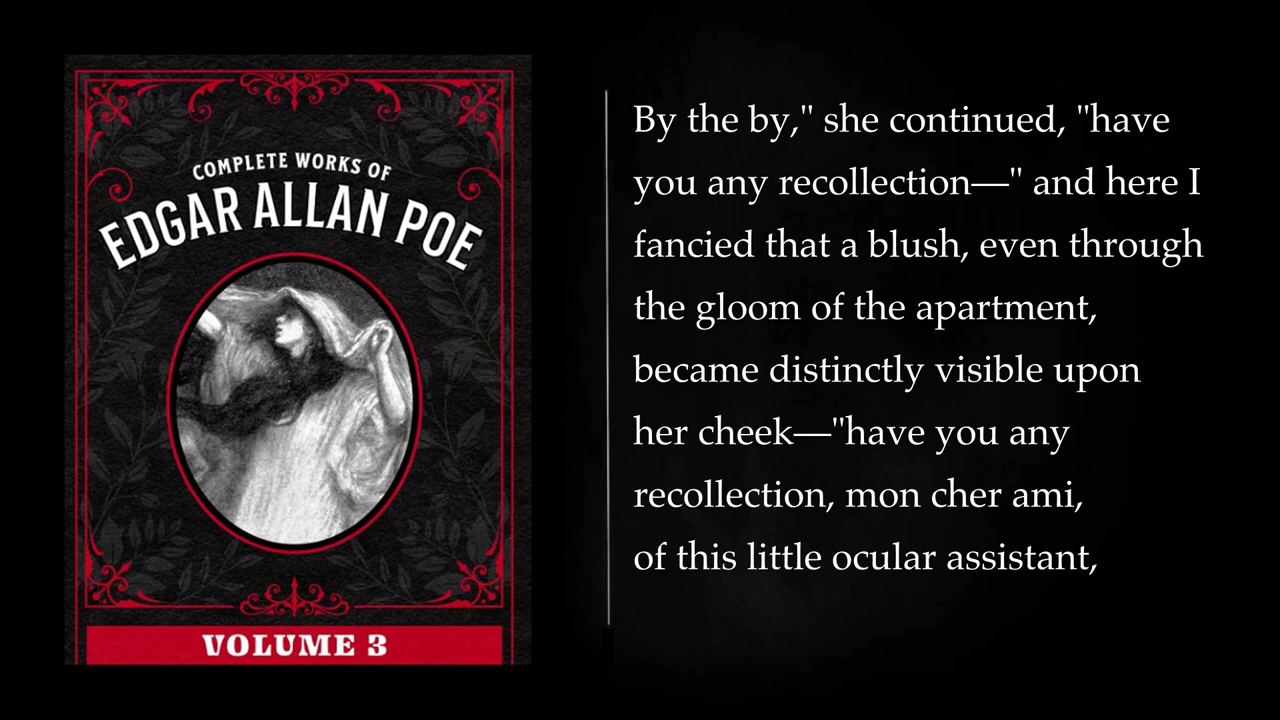 COMPLETE WORKS OF
EDGAR ALLAN POE
VOLUME 3
By the by," she continued, "have
you any recollection—" and here I
fancied that a blush, even through
the gloom of the apartment,
became distinctly visible upon
her cheek—"have you any
recollection, mon cher ami,
of this little ocular assistant,